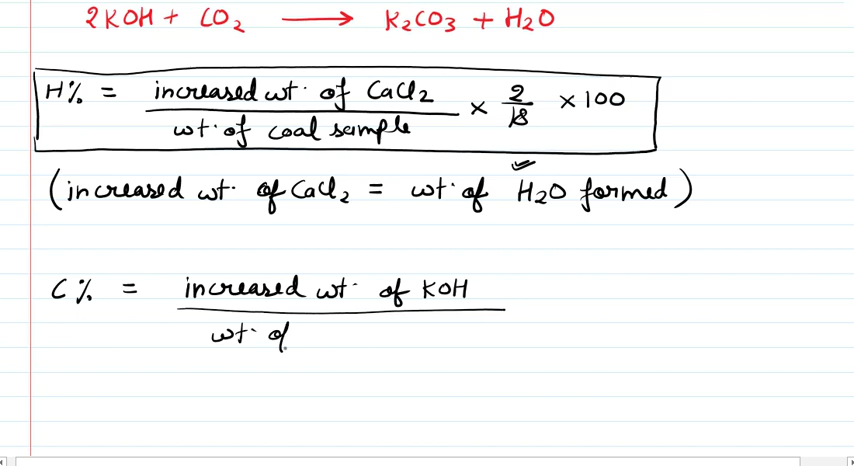 2KOH + CO2 ⟶ K2CO3 + H2O
H% = increased wt. of CaCl2 / wt. of coal sample × 2/18 × 100
(increased wt. of CaCl2 = wt. of H2O formed)
C% = increased wt. of KOH
wt. of